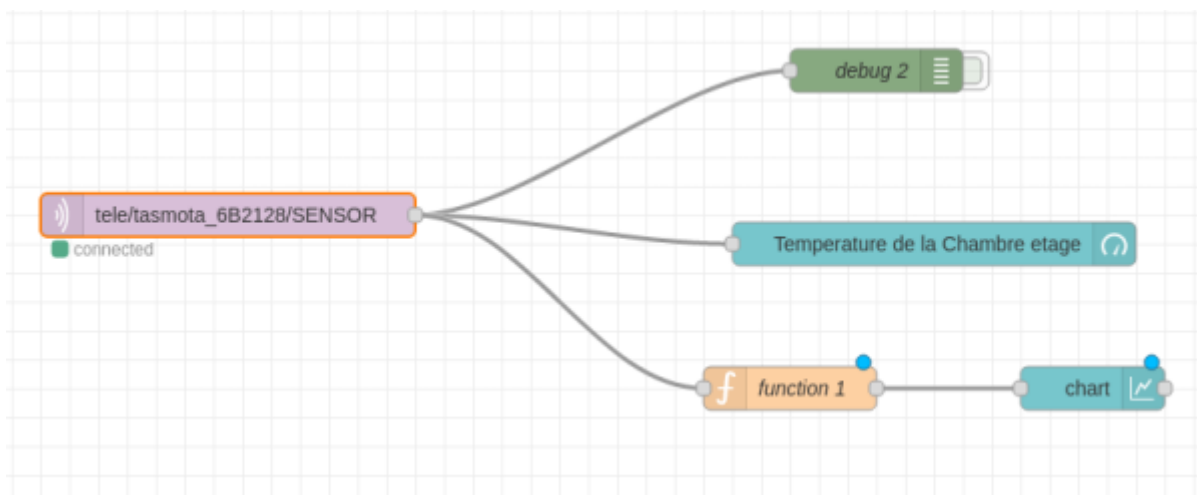 debug 2
tele/tasmota_6B2128/SENSOR
connected
Temperature de la Chambre etage
function 1
chart